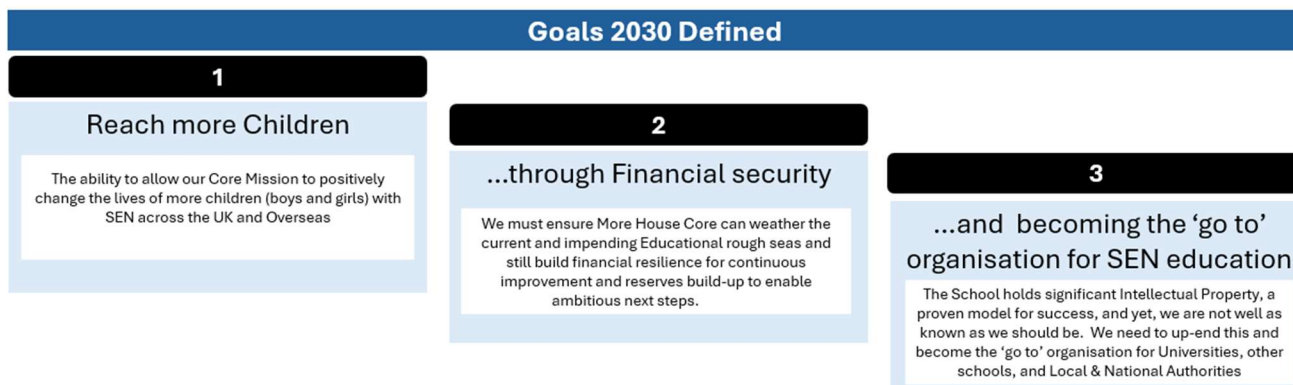 Goals 2030 Defined
1
Reach more Children
The ability to allow our Core Mission to positively
change the lives of more children (boys and girls) with
SEN across the UK and Overseas
2
...through Financial security
We must ensure More House Core can weather the
current and impending Educational rough seas and
still build financial resilience for continuous
improvement and reserves build-up to enable
ambitious next steps.
3
...and becoming the ‘go to’
organisation for SEN education
The School holds significant Intellectual Property, a
proven model for success, and yet, we are not well as
known as we should be. We need to up-end this and
become the ‘go to’ organisation for Universities, other
schools, and Local & National Authorities